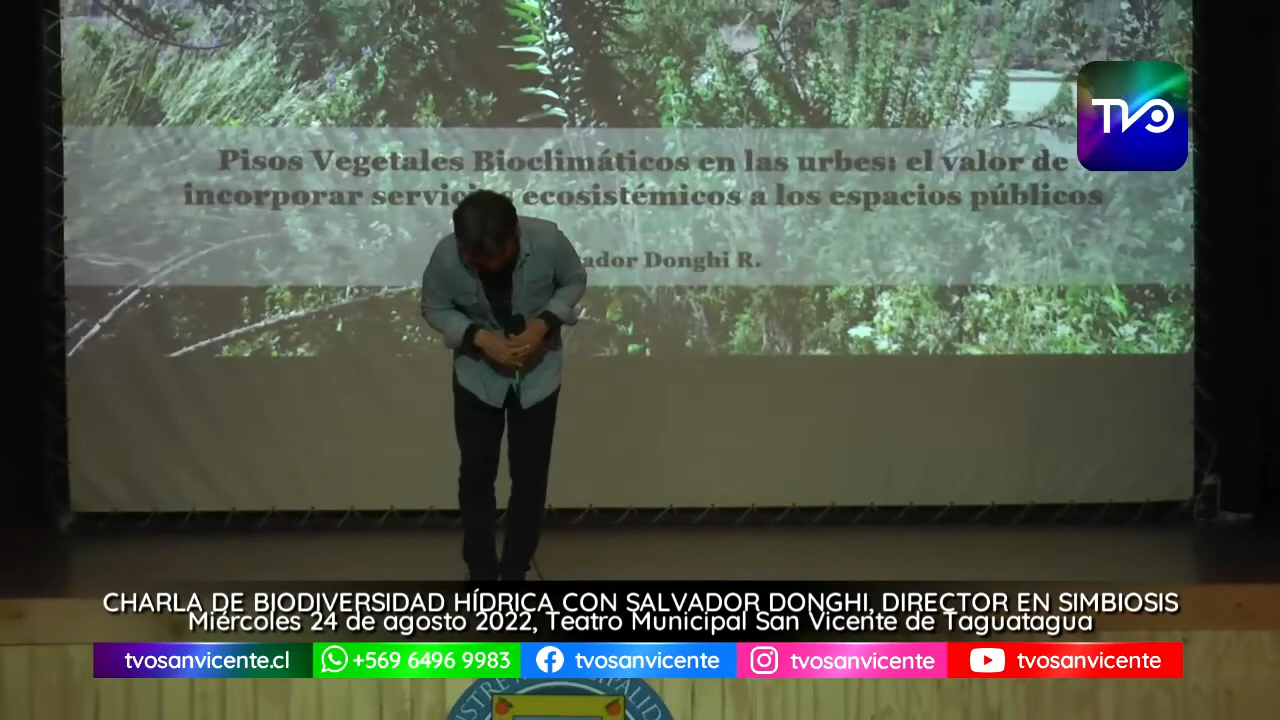 TVO
Pisos Vegetales Bioclimáticos en las urbes: el valor de
incorporar servicios ecosistémicos a los espacios públicos
ador Donghi R.
CHARLA DE BIODIVERSIDAD HÍDRICA CON SALVADOR DONGHI, DIRECTOR EN SIMBIOSIS
Miércoles 24 de agosto 2022, Teatro Municipal San Vicente de Taguatagua
tvosanvicente.cl +569 6496 9983 tvosanvicente tvosanvicente tvosanvicente